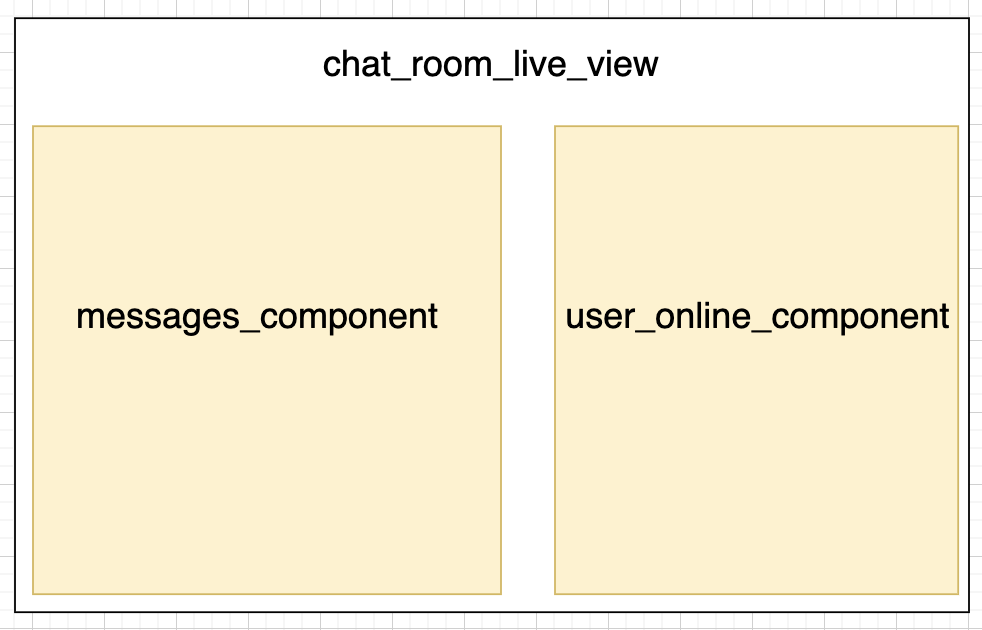 chat_room_live_view
messages_component
user_online_component